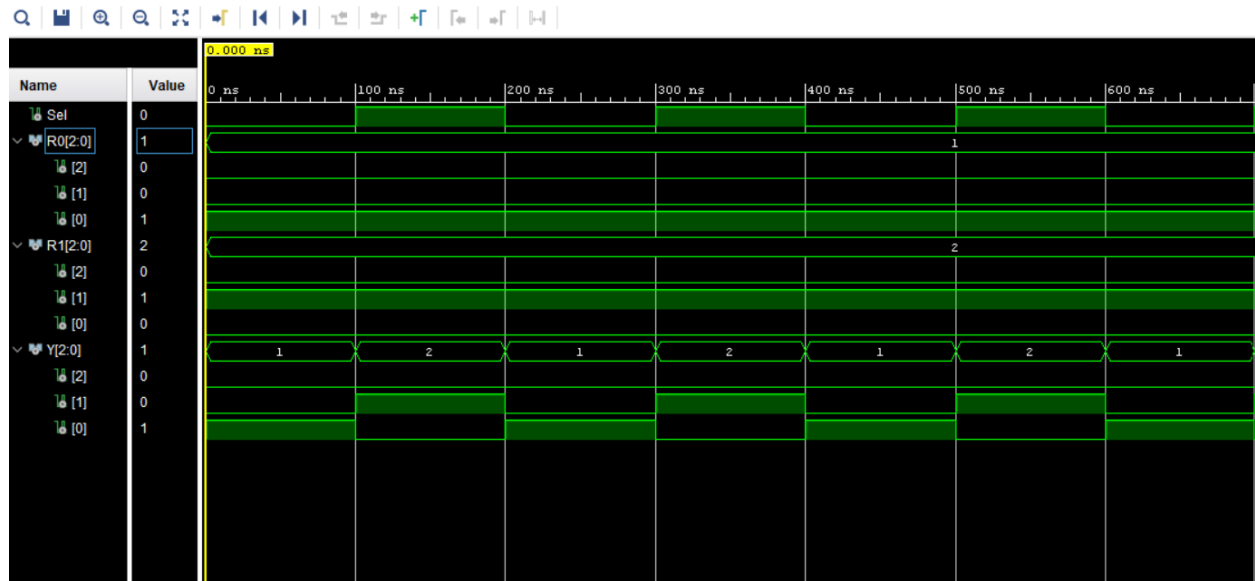 0.000 ns
Name Value
0 ns 100 ns 200 ns 300 ns 400 ns 500 ns 600 ns
Sel 0
R0[2:0] 1 1
[2] 0
[1] 0
[0] 1
R1[2:0] 2 2
[2] 0
[1] 1
[0] 0
Y[2:0] 1 1 2 1 2 1 2 1
[2] 0
[1] 0
[0] 1